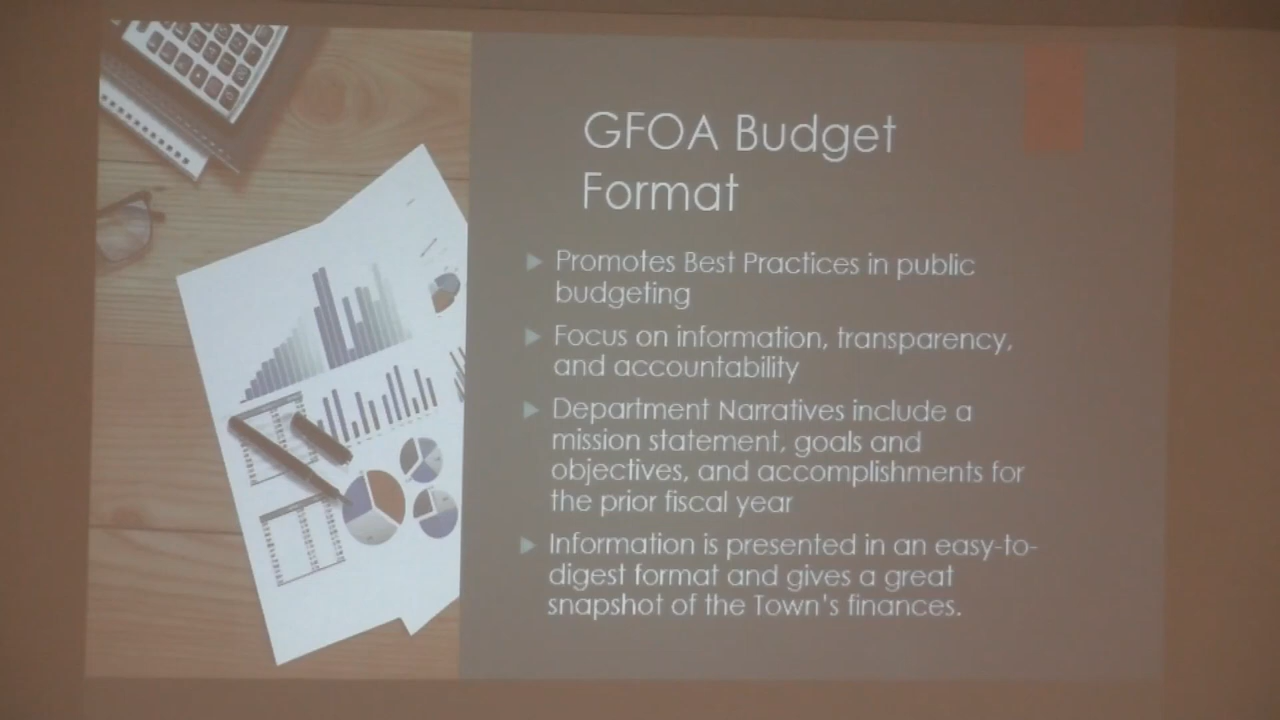 GFOA Budget
Format
Promotes Best Practices in public
budgeting
Focus on information, transparency,
and accountability
Department Narratives include a
mission statement, goals and
objectives, and accomplishments for
the prior fiscal year
Information is presented in an easy-to-
digest format and gives a great
snapshot of the Town's finances.